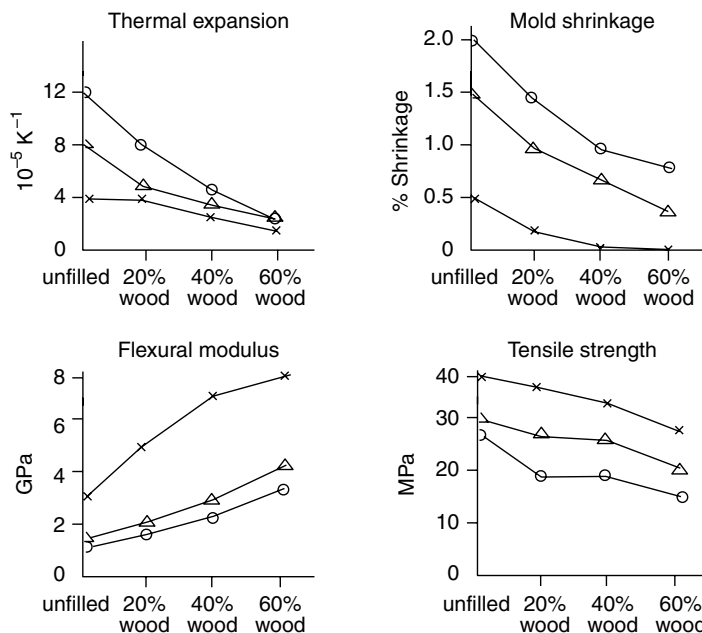 Thermal expansion
10⁻⁵ K⁻¹
12
8
4
0
unfilled 20% 40% 60%
wood wood wood
Mold shrinkage
% Shrinkage
2.0
1.5
1.0
0.5
0
unfilled 20% 40% 60%
wood wood wood
Flexural modulus
GPa
8
6
4
2
0
unfilled 20% 40% 60%
wood wood wood
Tensile strength
MPa
40
30
20
10
0
unfilled 20% 40% 60%
wood wood wood